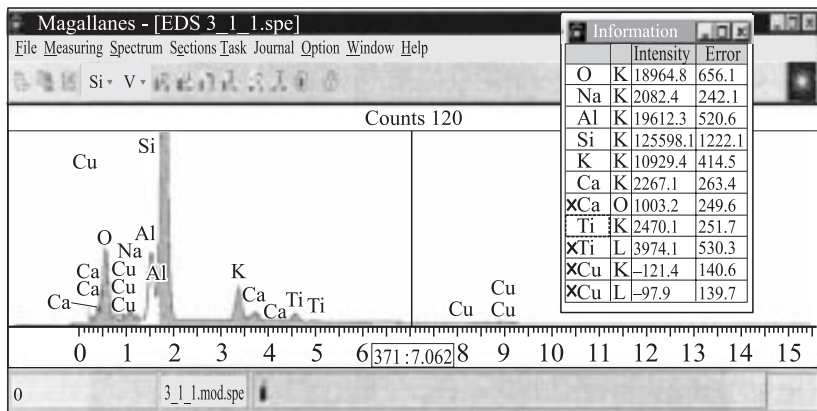 Magallanes - [EDS 3_1_1.spe]
File Measuring Spectrum Sections Task Journal Option Window Help
Si V
Counts 120
Information
Intensity Error
O K 18964.8 656.1
Na K 2082.4 242.1
Al K 19612.3 520.6
Si K 125598.1 1222.1
K K 10929.4 414.5
Ca K 2267.1 263.4
xCa O 1003.2 249.6
Ti K 2470.1 251.7
xTi L 3974.1 530.3
xCu K –121.4 140.6
xCu L –97.9 139.7
Cu
Si
O
Al
Na
Ca Cu Al
Ca Cu
Ca Cu
K
Ca
Ca
Ti Ti
Cu
Cu Cu
0 1 2 3 4 5 6 371 : 7.062 8 9 10 11 12 13 14 15
0 3_1_1.mod.spe